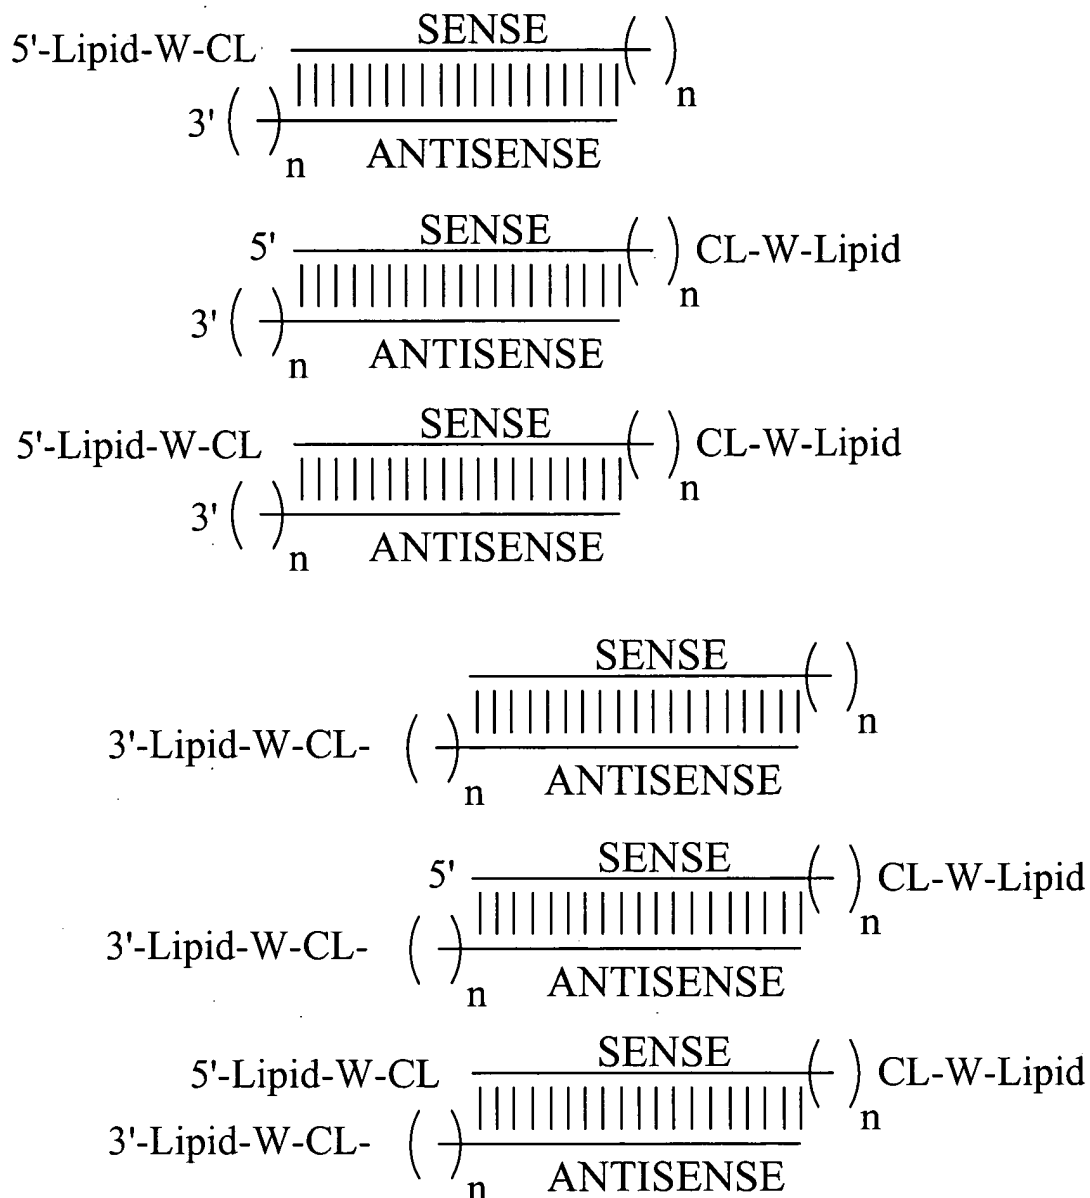 SENSE
5'-Lipid-W-CL ( )n
3' ( )n
ANTISENSE
SENSE
5' ( )n CL-W-Lipid
3' ( )n
ANTISENSE
SENSE
5'-Lipid-W-CL ( )n CL-W-Lipid
3' ( )n
ANTISENSE
SENSE
( )n
3'-Lipid-W-CL- ( )n
ANTISENSE
SENSE
5' ( )n CL-W-Lipid
3'-Lipid-W-CL- ( )n
ANTISENSE
SENSE
5'-Lipid-W-CL ( )n CL-W-Lipid
3'-Lipid-W-CL- ( )n
ANTISENSE